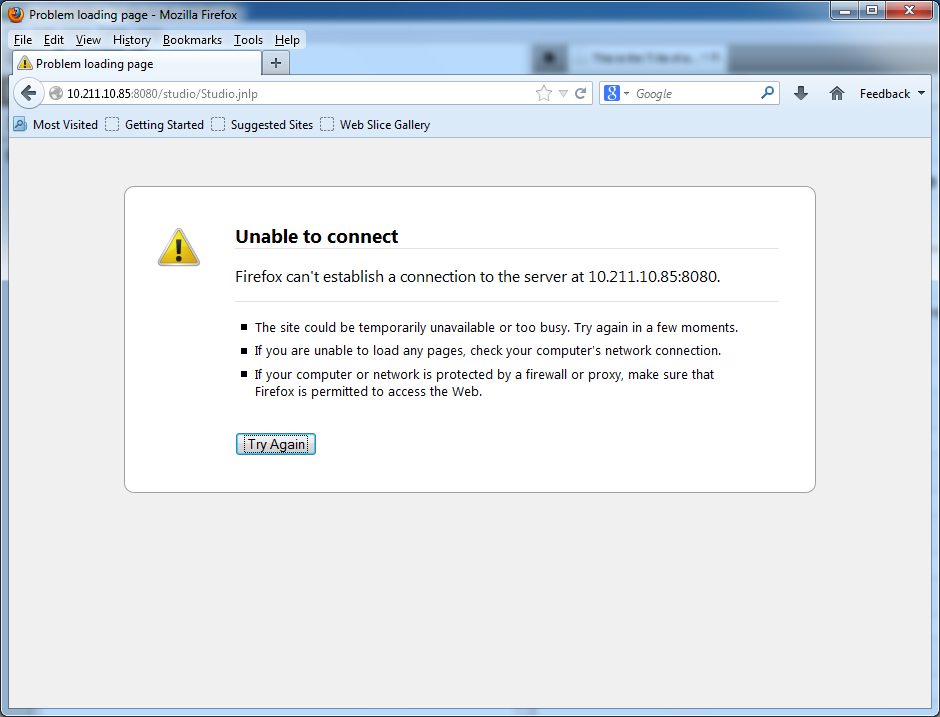 Problem loading page - Mozilla Firefox
File Edit View History Bookmarks Tools Help
Problem loading page
10.211.10.85:8080/studio/Studio.jnlp
Google
Feedback
Most Visited Getting Started Suggested Sites Web Slice Gallery
Unable to connect
Firefox can't establish a connection to the server at 10.211.10.85:8080.
The site could be temporarily unavailable or too busy. Try again in a few moments.
If you are unable to load any pages, check your computer's network connection.
If your computer or network is protected by a firewall or proxy, make sure that
Firefox is permitted to access the Web.
Try Again